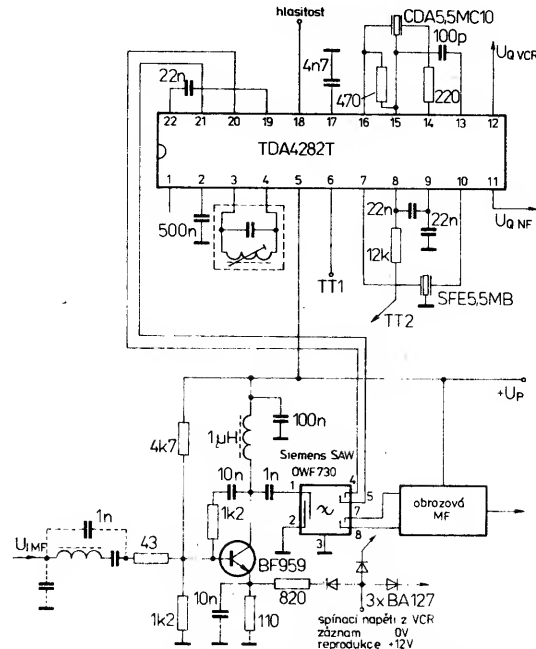 CDA5,5MC10
hlasitost
100p
U_Q VCR
4n7
22n
470
220
22 21 20 19 18 17 16 15 14 13 12
TDA4282T
1 2 3 4 5 6 7 8 9 10 11
500n
22n
22n
U_Q NF
12k
TT1
SFE5,5MB
TT2
+U_P
100n
1µH
4k7
Siemens SAW
OWF730
10n
1n
1
4
5
1n
1k2
2
7
8
3
obrazová
MF
U_I MF
43
BF959
10n
820
3xBA127
1k2
110
spínací napětí z VCR
záznam 0V
reprodukce +12V